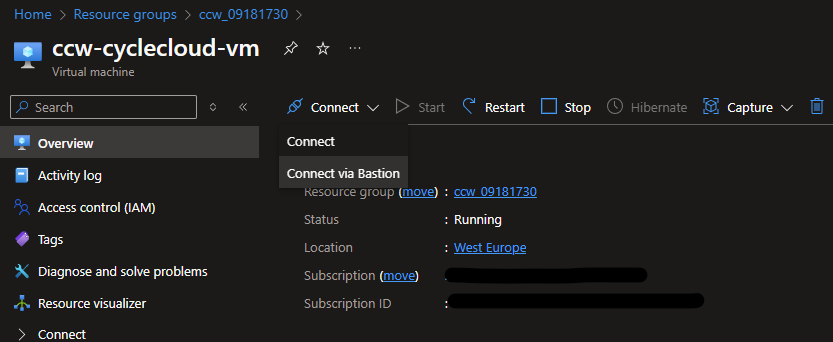 Home > Resource groups > ccw_09181730 >
ccw-cyclecloud-vm
Virtual machine
Search
Connect
Start
Restart
Stop
Hibernate
Capture
Connect
Connect via Bastion
Overview
Activity log
Access control (IAM)
Tags
Diagnose and solve problems
Resource visualizer
Connect
Resource group (move) : ccw_09181730
Status : Running
Location : West Europe
Subscription (move) :
Subscription ID :